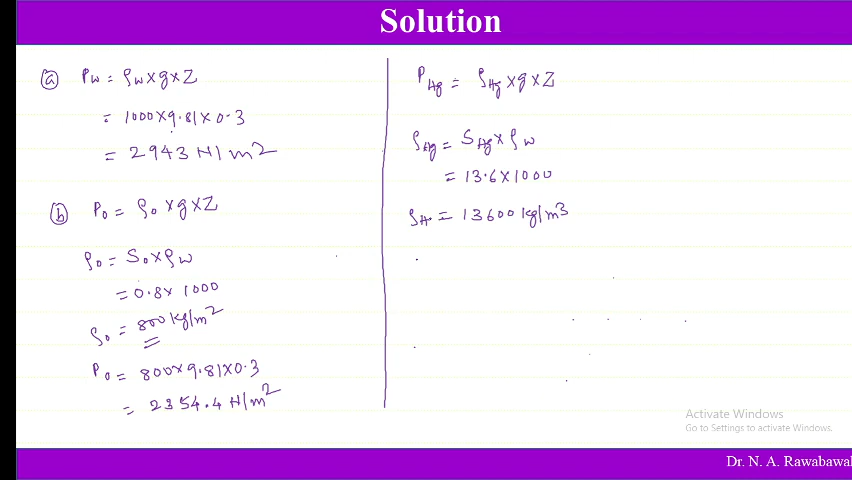 Solution
(a) Pw = ρw×g×Z
= 1000×9.81×0.3
= 2943 N/m2
(b) Po = ρo×g×Z
ρo = So×ρw
= 0.8×1000
ρo = 800 kg/m2
Po = 800×9.81×0.3
= 2354.4 N/m2
PHg = ρHg×g×Z
ρHg = SHg×ρw
= 13.6×1000
ρH = 13600 kg/m3
Activate Windows
Go to Settings to activate Windows.
Dr. N. A. Rawabawal